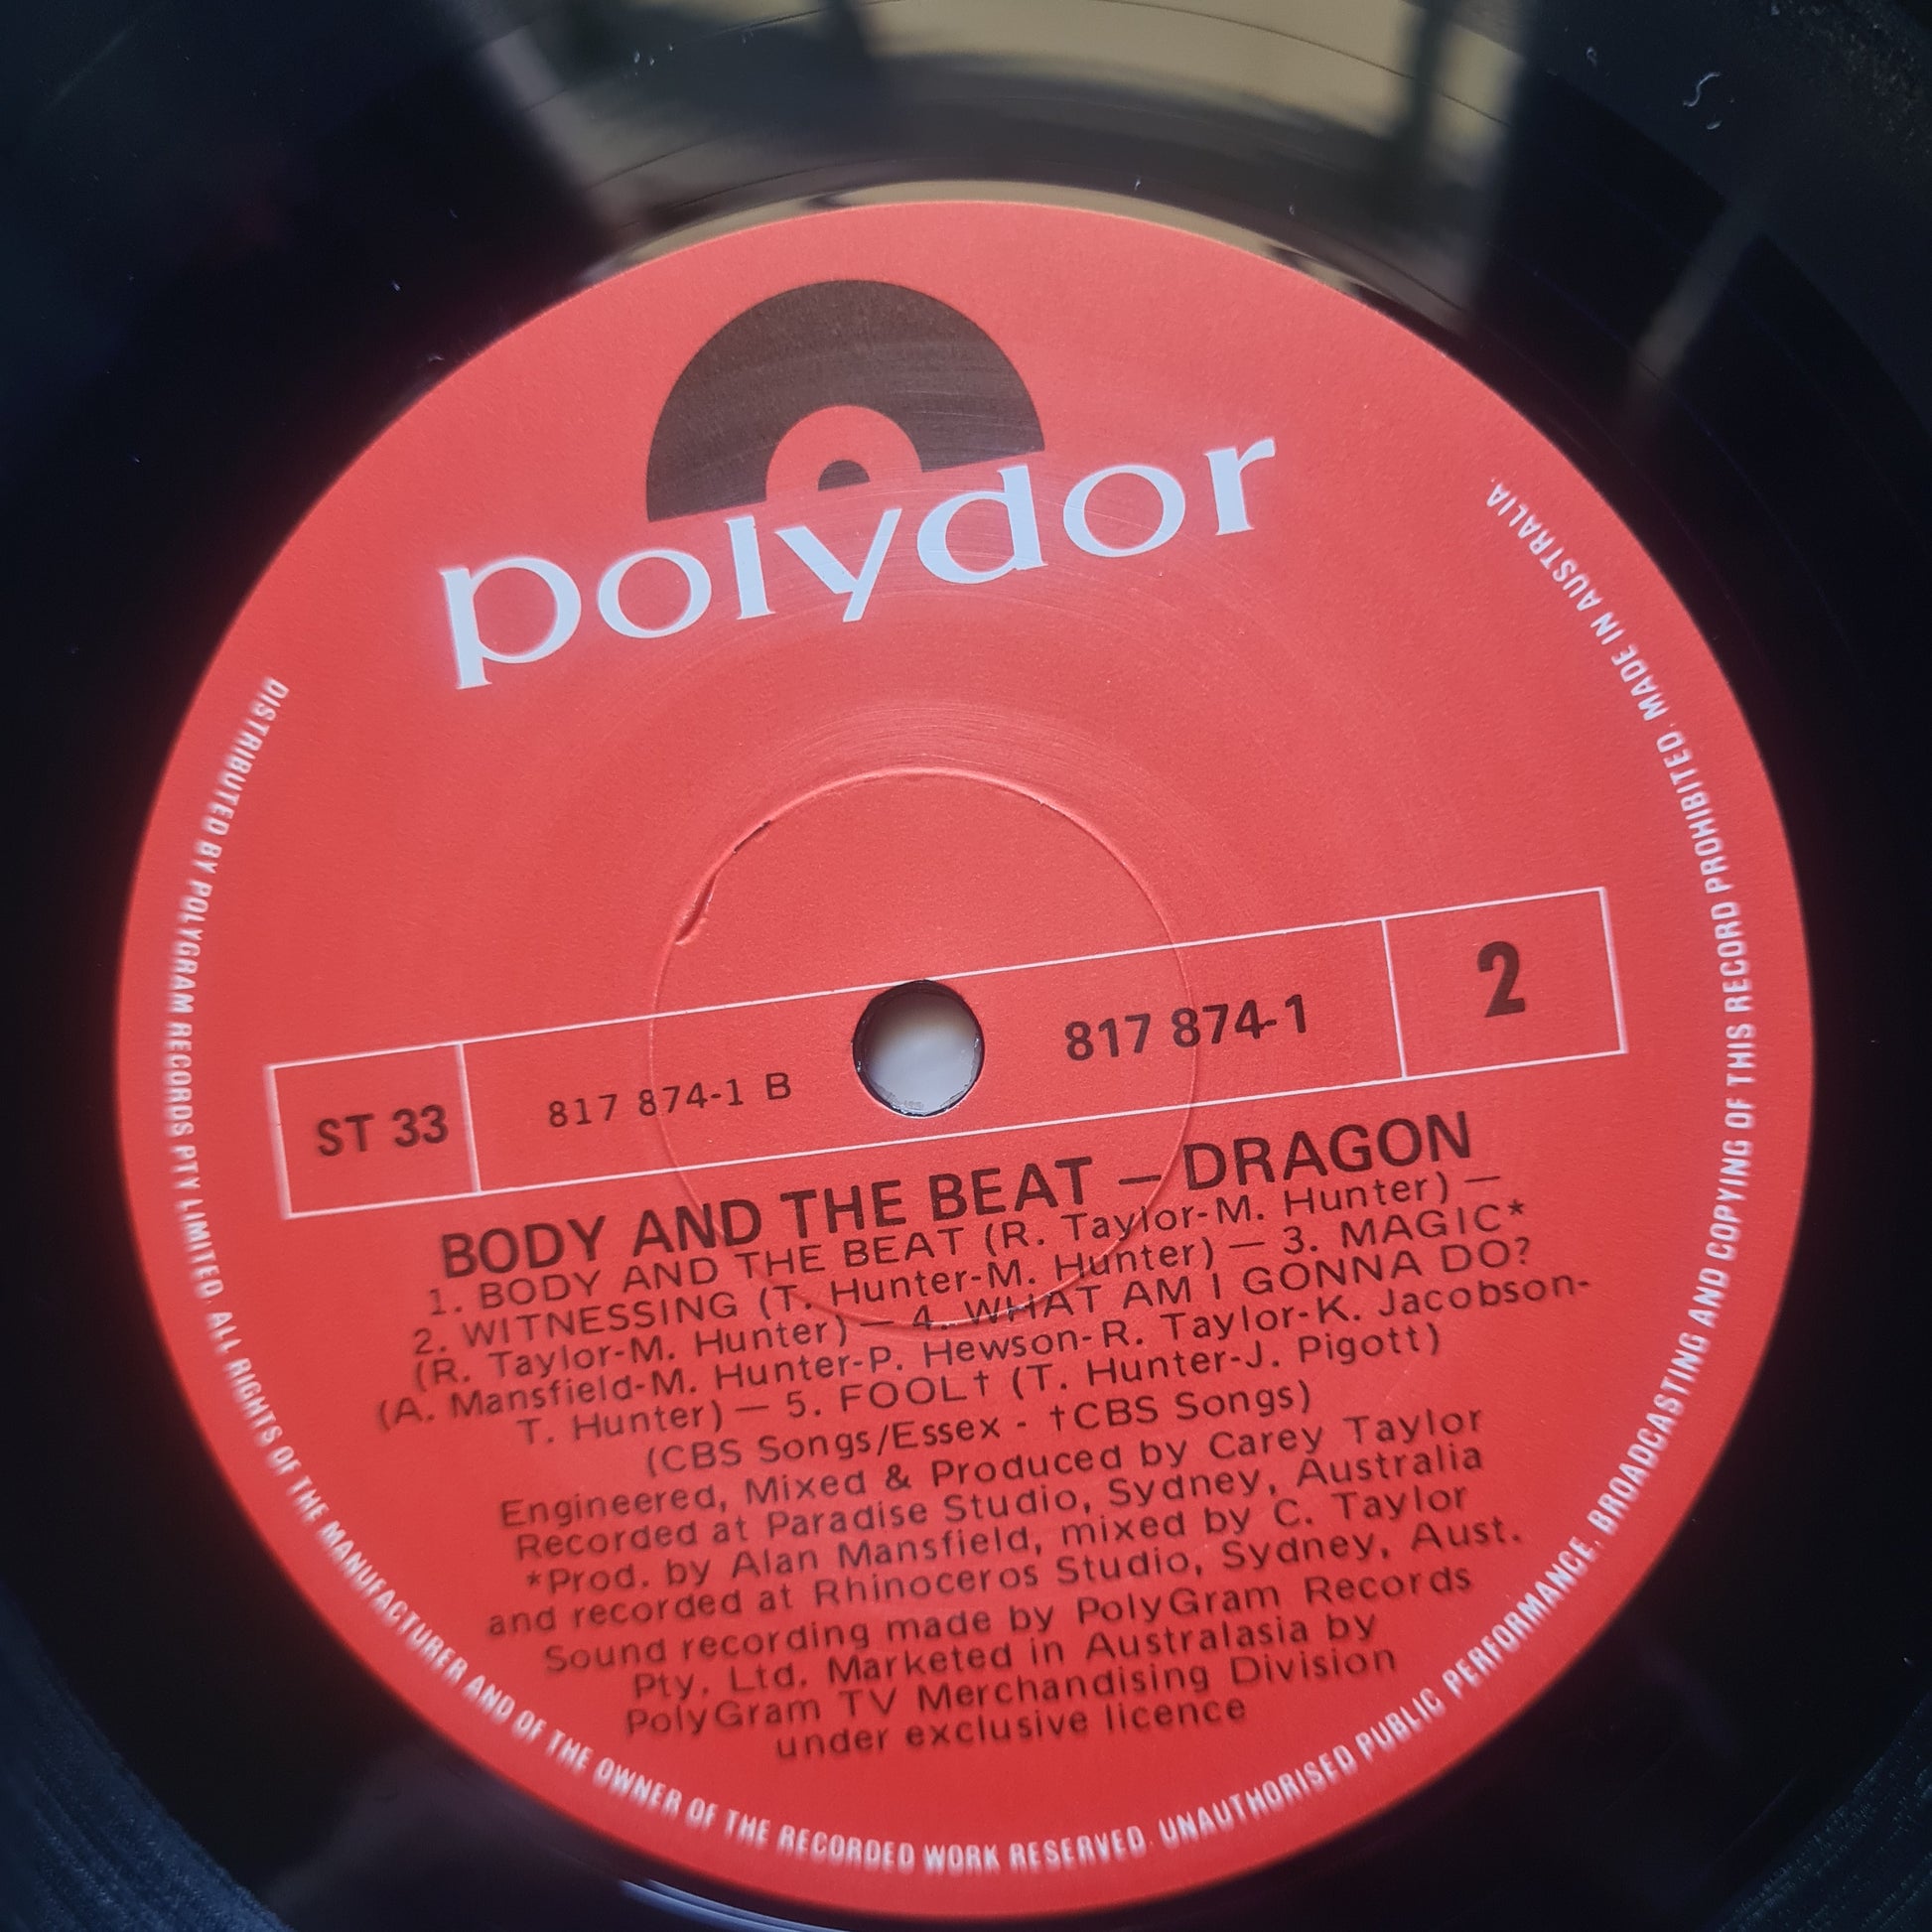 polydor
ST 33 817 874-1 B 817 874-1 2
BODY AND THE BEAT – DRAGON
1. BODY AND THE BEAT (R. Taylor-M. Hunter) —
2. WITNESSING (T. Hunter-M. Hunter) — 3. MAGIC*
(R. Taylor-M. Hunter) — 4. WHAT AM I GONNA DO?
(A. Mansfield-M. Hunter-P. Hewson-R. Taylor-K. Jacobson-
T. Hunter) — 5. FOOL† (T. Hunter-J. Pigott)
(CBS Songs/Essex - †CBS Songs)
Engineered, Mixed & Produced by Carey Taylor
Recorded at Paradise Studio, Sydney, Australia
*Prod. by Alan Mansfield, mixed by C. Taylor
and recorded at Rhinoceros Studio, Sydney, Aust.
Sound recording made by PolyGram Records
Pty. Ltd. Marketed in Australasia by
PolyGram TV Merchandising Division
under exclusive licence
DISTRIBUTED BY POLYGRAM RECORDS PTY LIMITED. ALL RIGHTS OF THE MANUFACTURER AND OF THE OWNER OF THE RECORDED WORK RESERVED. UNAUTHORISED PUBLIC PERFORMANCE, BROADCASTING AND COPYING OF THIS RECORD PROHIBITED. MADE IN AUSTRALIA.